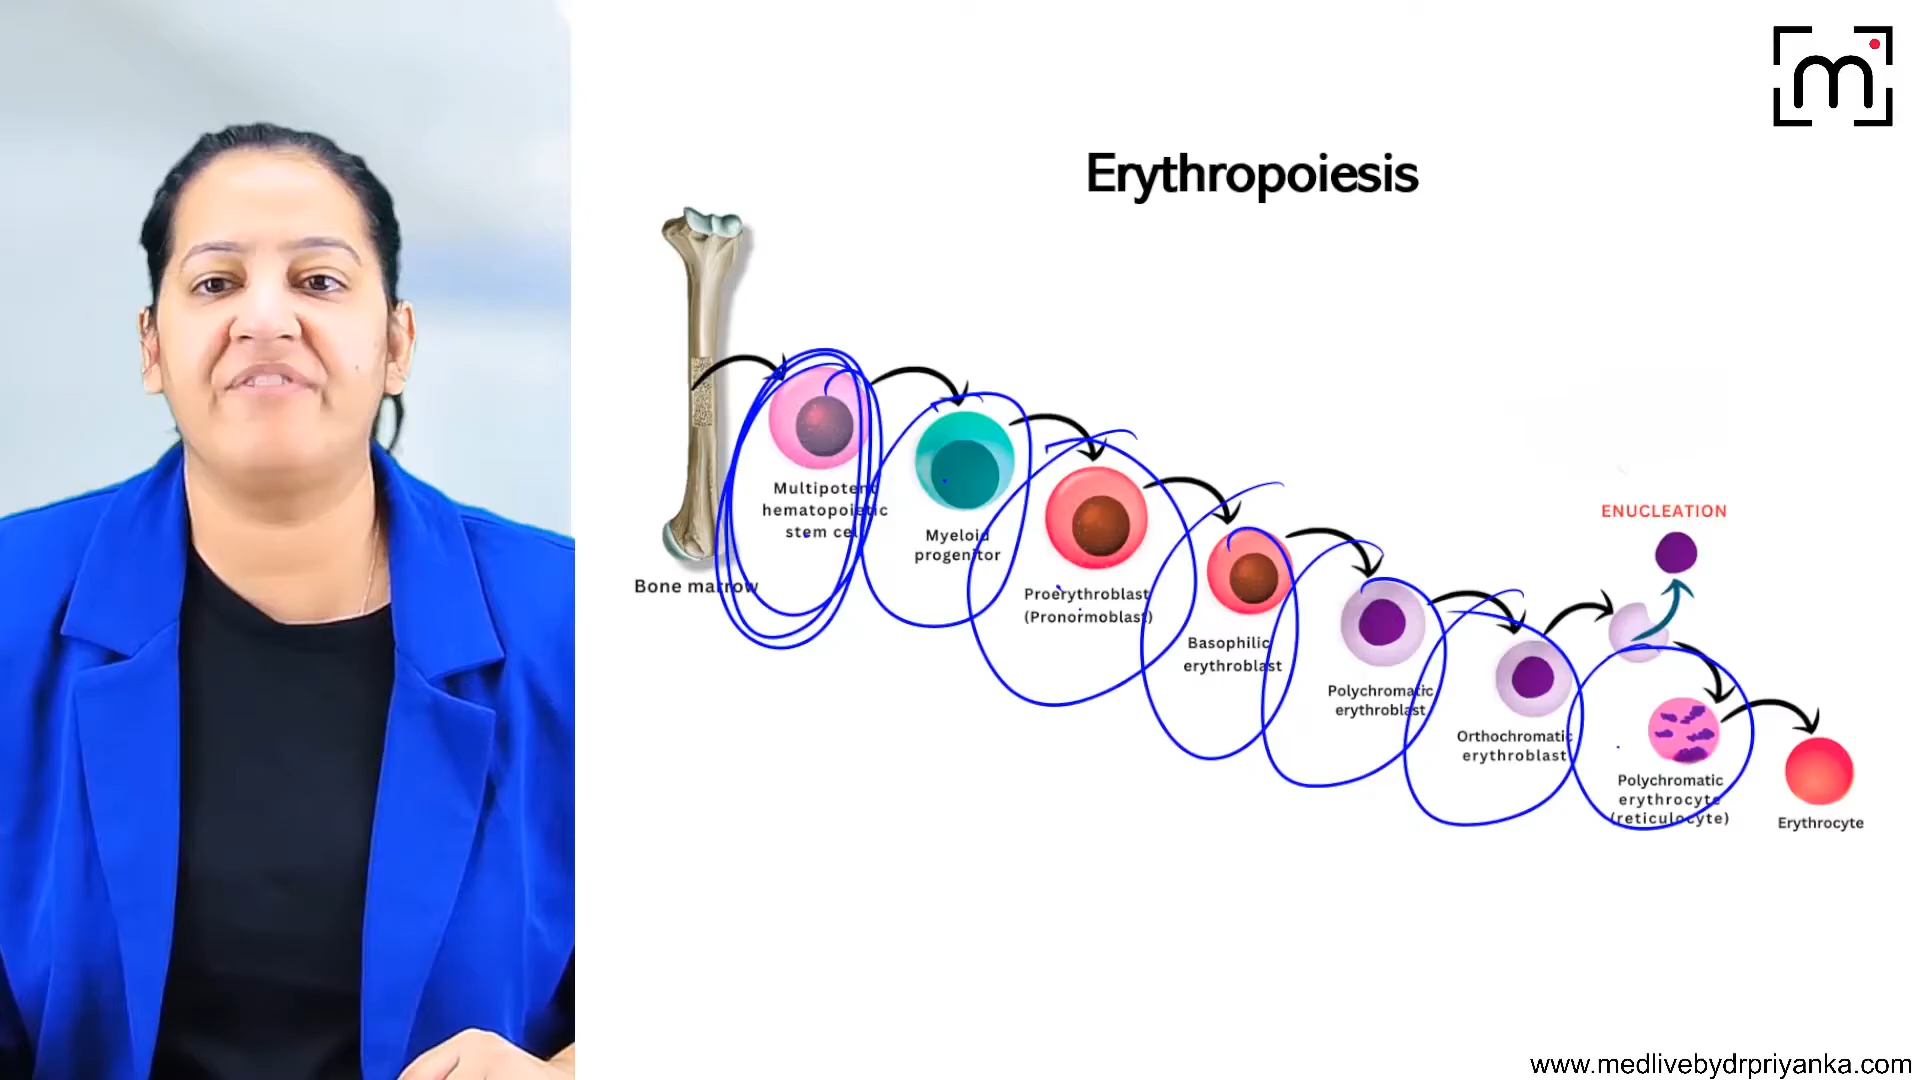 m
Erythropoiesis
Bone marrow
Multipotent
hematopoietic
stem cell
Myeloid
progenitor
Proerythroblast
(Pronormoblast)
Basophilic
erythroblast
Polychromatic
erythroblast
Orthochromatic
erythroblast
ENUCLEATION
Polychromatic
erythrocyte
(reticulocyte)
Erythrocyte
www.medlivebydrpriyanka.com